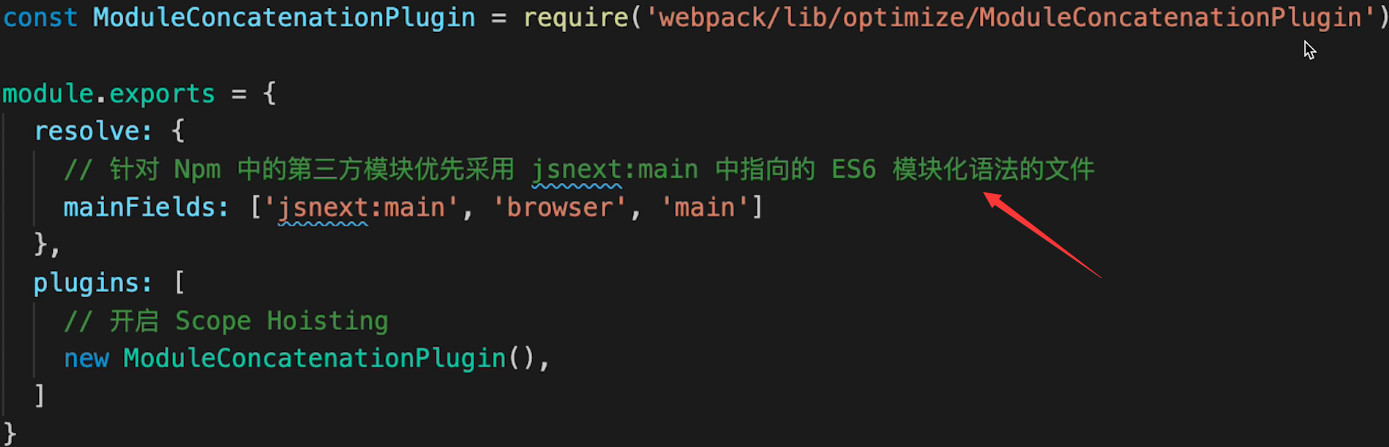 const ModuleConcatenationPlugin = require('webpack/lib/optimize/ModuleConcatenationPlugin')
module.exports = {
resolve: {
// 针对 Npm 中的第三方模块优先采用 jsnext:main 中指向的 ES6 模块化语法的文件
mainFields: ['jsnext:main', 'browser', 'main']
},
plugins: [
// 开启 Scope Hoisting
new ModuleConcatenationPlugin(),
]
}